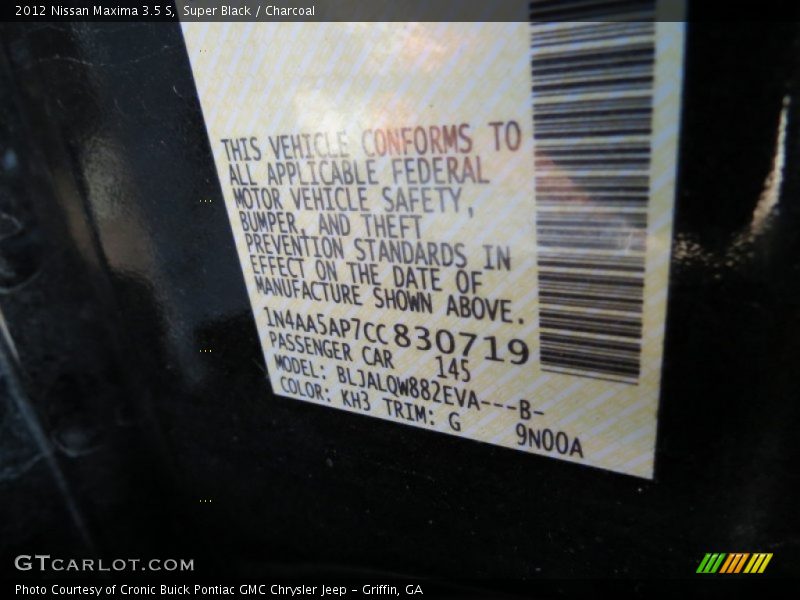 2012 Nissan Maxima 3.5 S, Super Black / Charcoal
THIS VEHICLE CONFORMS TO
ALL APPLICABLE FEDERAL
MOTOR VEHICLE SAFETY,
BUMPER, AND THEFT
PREVENTION STANDARDS IN
EFFECT ON THE DATE OF
MANUFACTURE SHOWN ABOVE.
1N4AA5AP7CC830719
PASSENGER CAR 145
MODEL: BLJALQW882EVA---B-
COLOR: KH3 TRIM: G 9N00A
GTCARLOT.COM
Photo Courtesy of Cronic Buick Pontiac GMC Chrysler Jeep - Griffin, GA